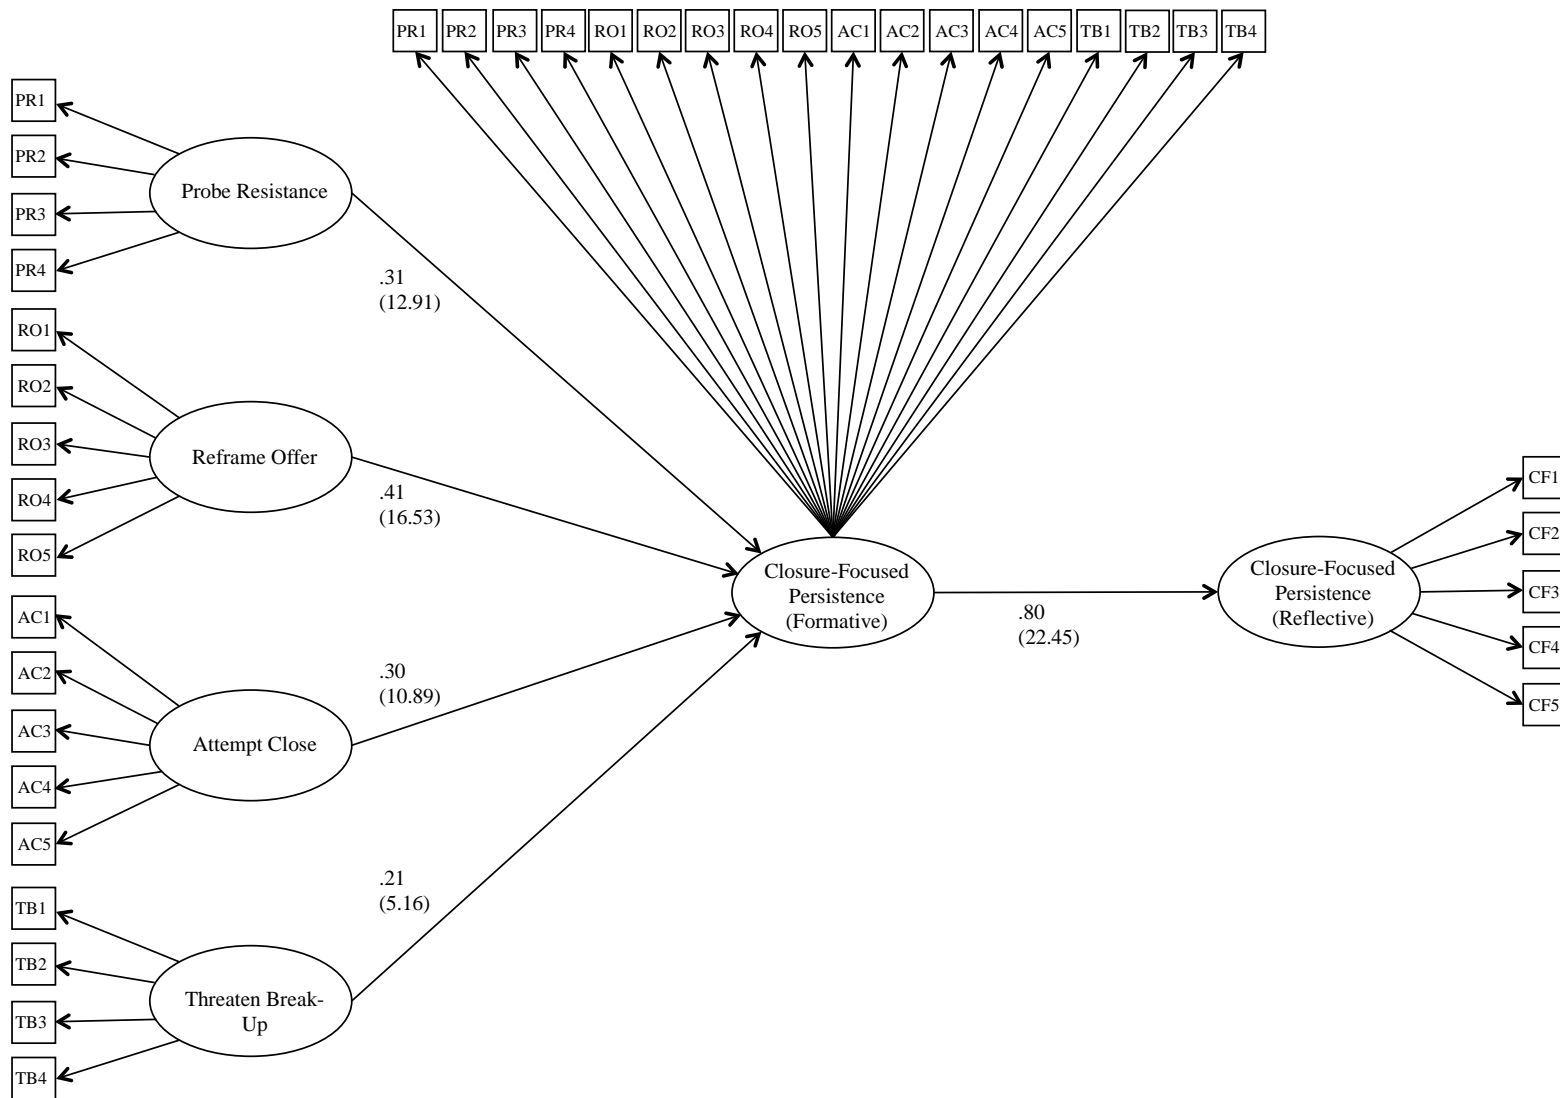 PR1 PR2 PR3 PR4 RO1 RO2 RO3 RO4 RO5 AC1 AC2 AC3 AC4 AC5 TB1 TB2 TB3 TB4
PR1
PR2
PR3
PR4
Probe Resistance
.31
(12.91)
RO1
RO2
RO3
RO4
RO5
Reframe Offer
.41
(16.53)
AC1
AC2
AC3
AC4
AC5
Attempt Close
.30
(10.89)
TB1
TB2
TB3
TB4
Threaten Break-
Up
.21
(5.16)
Closure-Focused
Persistence
(Formative)
.80
(22.45)
Closure-Focused
Persistence
(Reflective)
CF1
CF2
CF3
CF4
CF5